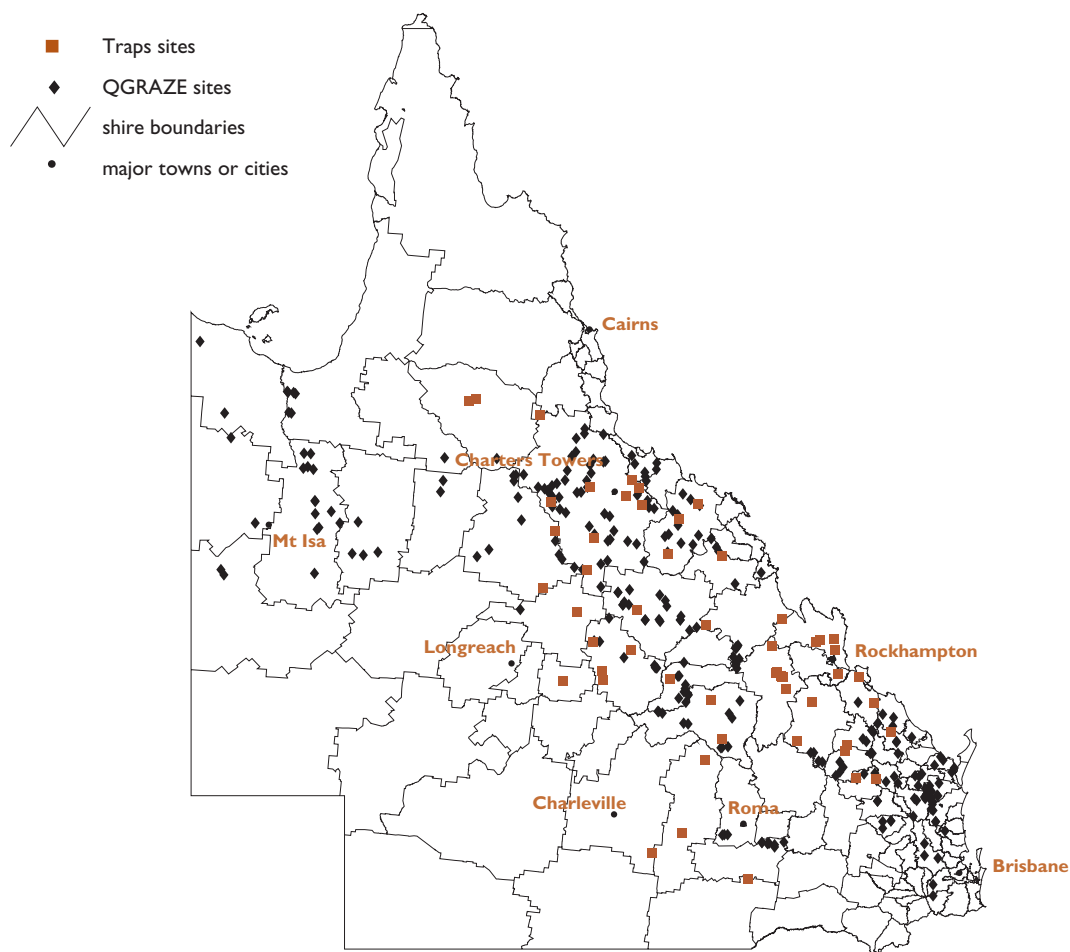 Traps sites
QGRAZE sites
shire boundaries
major towns or cities
Cairns
Charters Towers
Mt Isa
Longreach
Rockhampton
Charleville
Roma
Brisbane